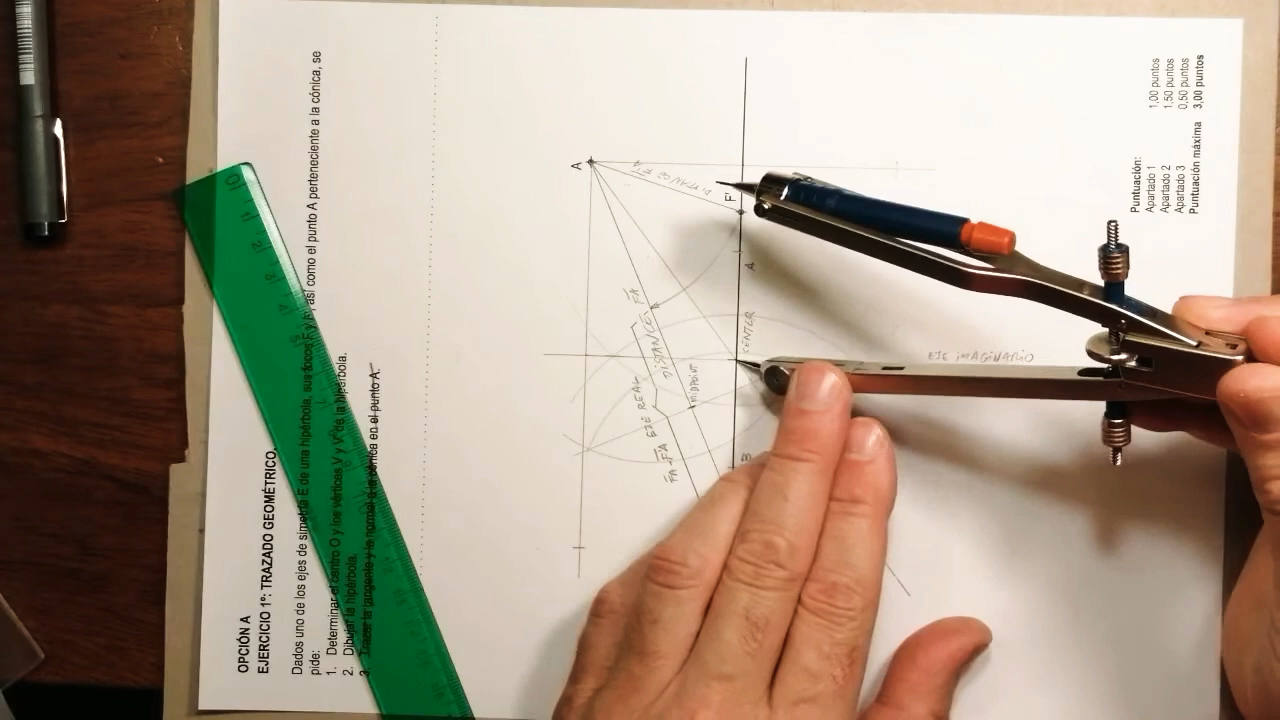 OPCIÓN A
EJERCICIO 1º: TRAZADO GEOMÉTRICO.
Dados uno de los ejes de simetría E de una hipérbola, sus focos F y F', así como el punto A perteneciente a la cónica, se
pide:
1. Determinar el centro O y los vértices V y V' de la hipérbola.
2. Dibujar la hipérbola.
3. Trazar la tangente y la normal a la cónica en el punto A.
A
F'
A
CENTER
DISTANCE FA
EJE REAL
FA-F'A
MIDPOINT
B
EJE IMAGINARIO
Puntuación:
Apartado 1 1,00 puntos
Apartado 2 1,50 puntos
Apartado 3 0,50 puntos
Puntuación máxima 3,00 puntos